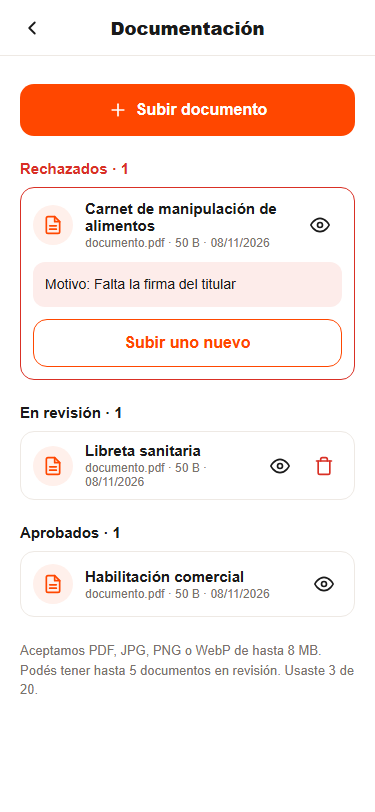 Documentación
+ Subir documento
Rechazados · 1
Carnet de manipulación de
alimentos
documento.pdf · 50 B · 08/11/2026
Motivo: Falta la firma del titular
Subir uno nuevo
En revisión · 1
Libreta sanitaria
documento.pdf · 50 B ·
08/11/2026
Aprobados · 1
Habilitación comercial
documento.pdf · 50 B · 08/11/2026
Aceptamos PDF, JPG, PNG o WebP de hasta 8 MB.
Podés tener hasta 5 documentos en revisión. Usaste 3 de
20.